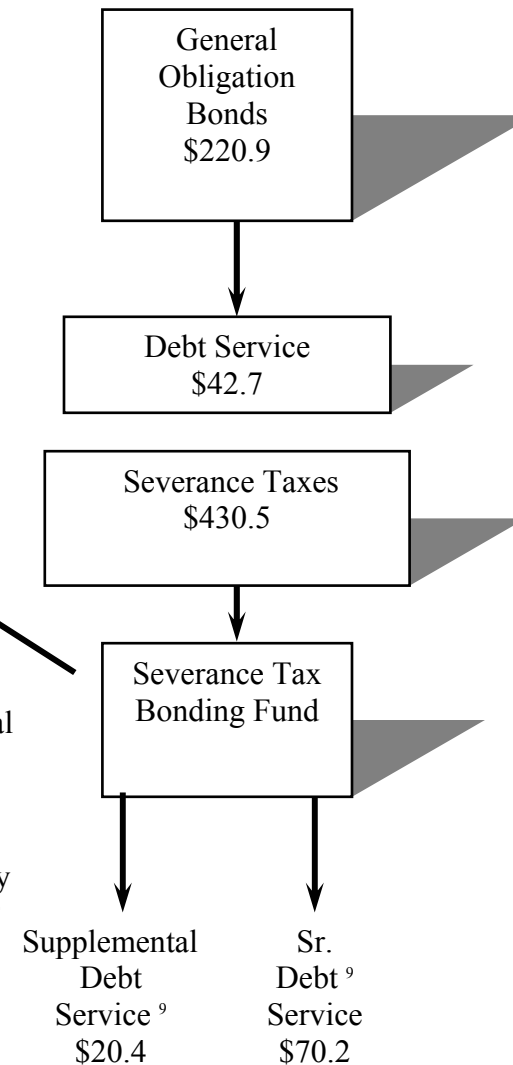 General
Obligation
Bonds
$220.9
Debt Service
$42.7
Severance Taxes
$430.5
Severance Tax
Bonding Fund
al
y
Supplemental
Debt
Service ⁹
$20.4
Sr.
Debt ⁹
Service
$70.2